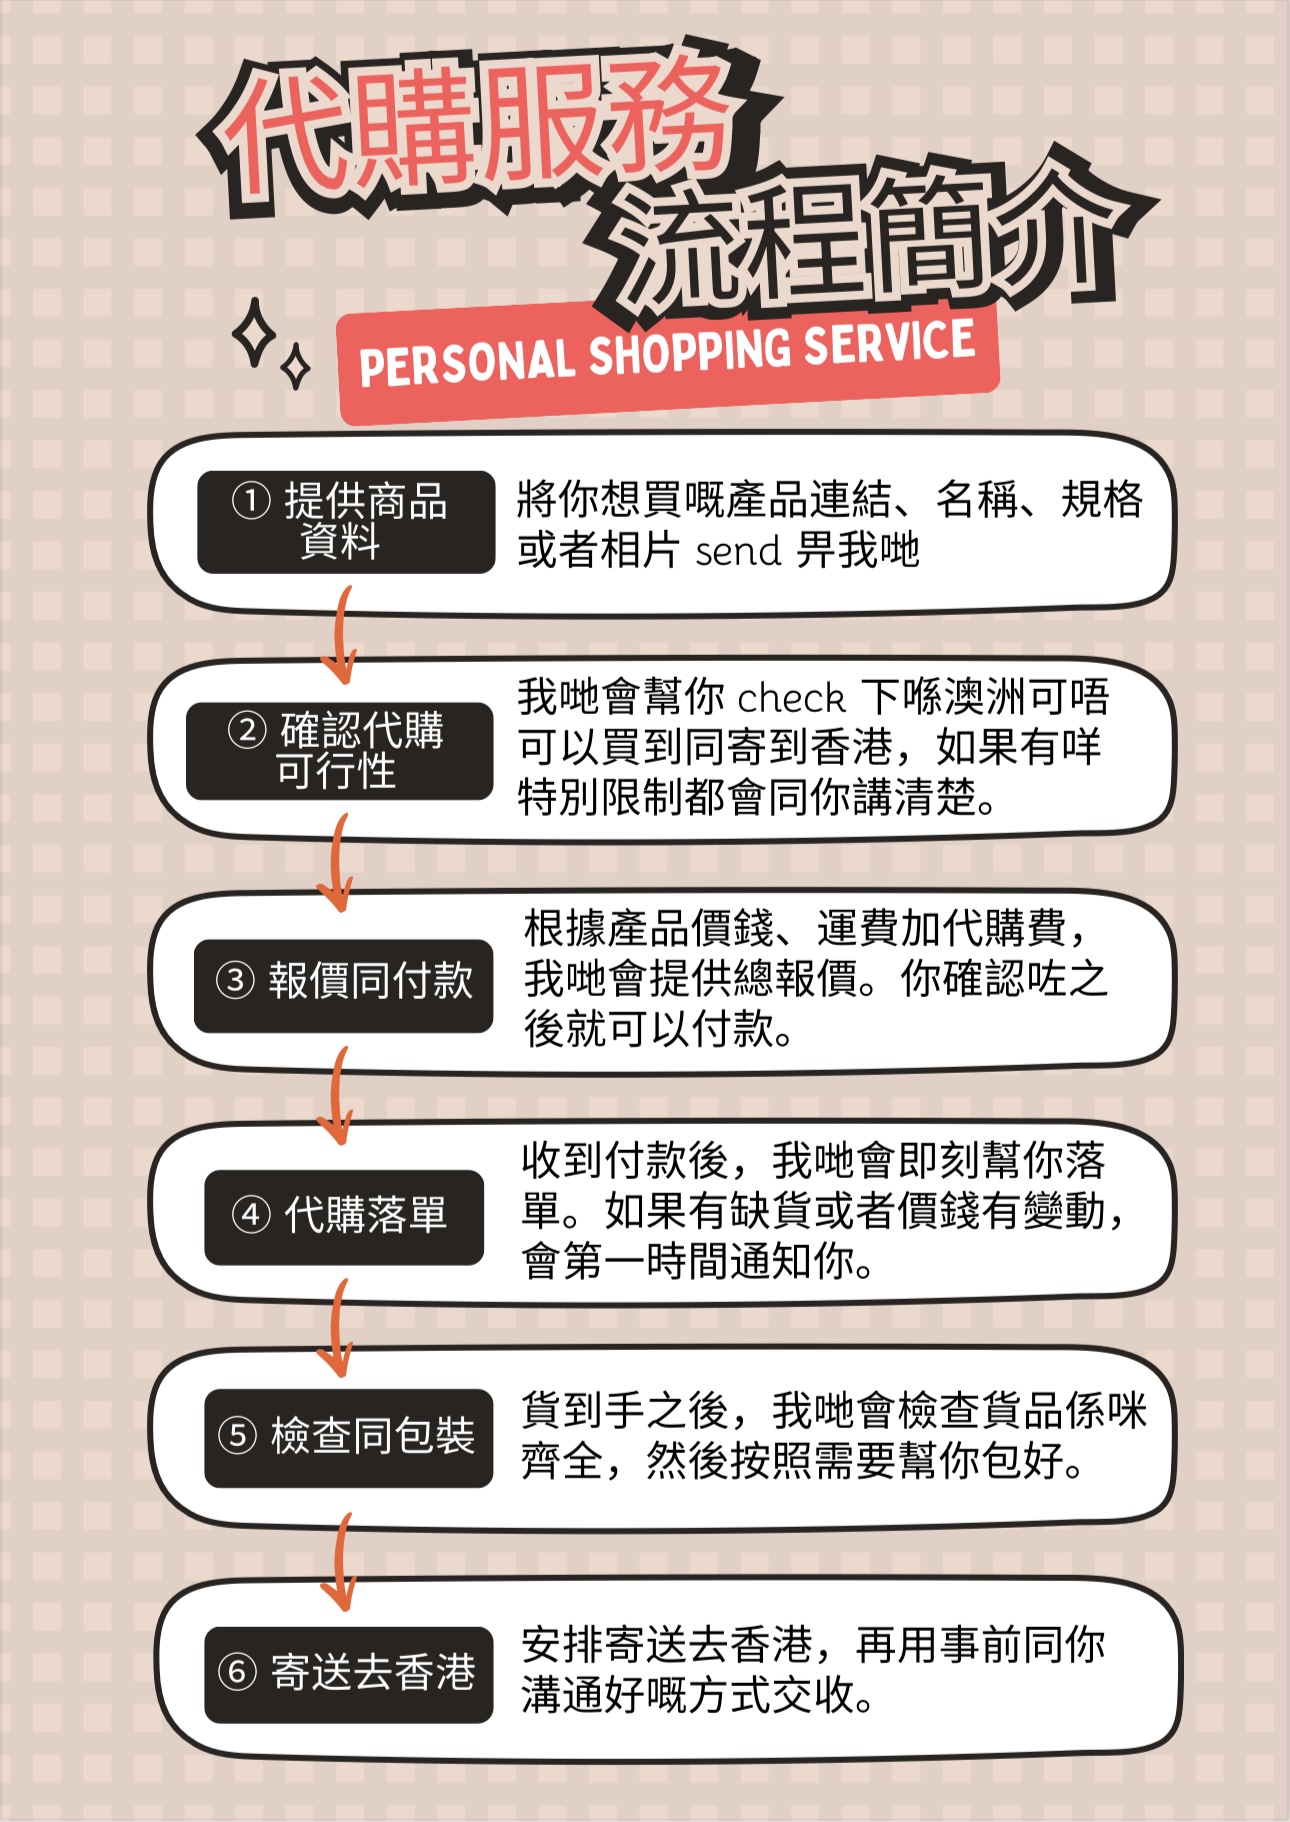 代購服務
流程簡介
PERSONAL SHOPPING SERVICE
① 提供商品
資料
將你想買嘅產品連結、名稱、規格
或者相片 send 畀我哋
② 確認代購
可行性
我哋會幫你 check 下喺澳洲可唔
可以買到同寄到香港，如果有咩
特別限制都會同你講清楚。
③ 報價同付款
根據產品價錢、運費加代購費，
我哋會提供總報價。你確認咗之
後就可以付款。
④ 代購落單
收到付款後，我哋會即刻幫你落
單。如果有缺貨或者價錢有變動，
會第一時間通知你。
⑤ 檢查同包裝
貨到手之後，我哋會檢查貨品係咪
齊全，然後按照需要幫你包好。
⑥ 寄送去香港
安排寄送去香港，再用事前同你
溝通好嘅方式交收。